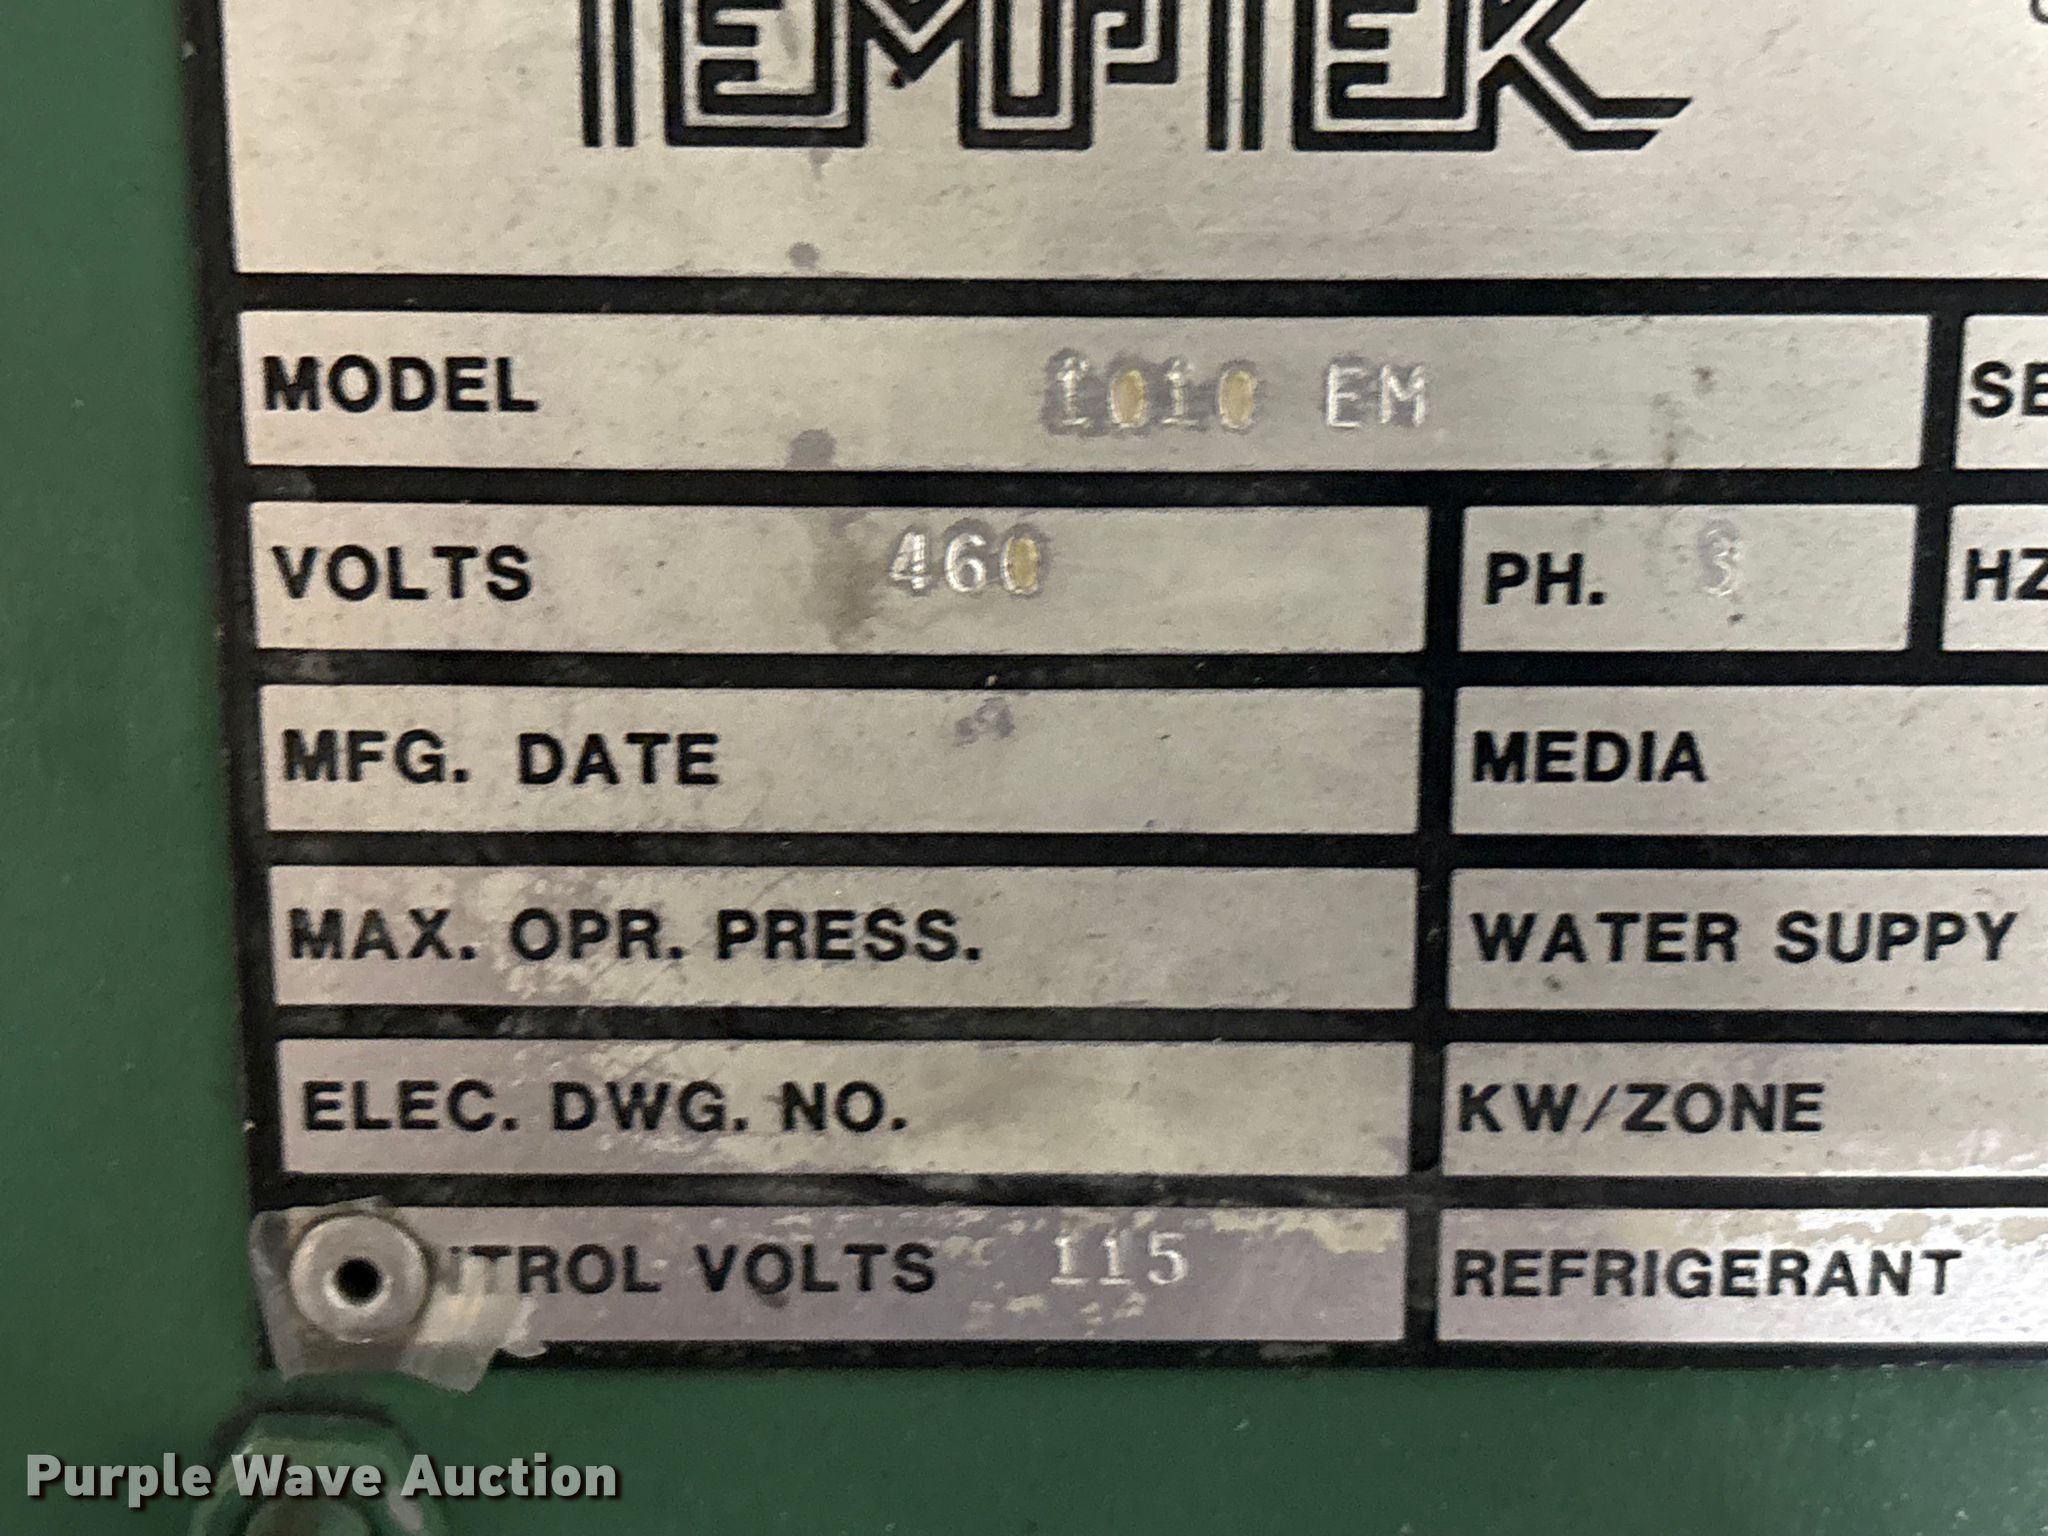 TEMPTEK
MODEL 1010 EM SE
VOLTS 460 PH. 3 HZ
MFG. DATE MEDIA
MAX. OPR. PRESS. WATER SUPPY
ELEC. DWG. NO. KW/ZONE
NTROL VOLTS 115 REFRIGERANT
Purple Wave Auction